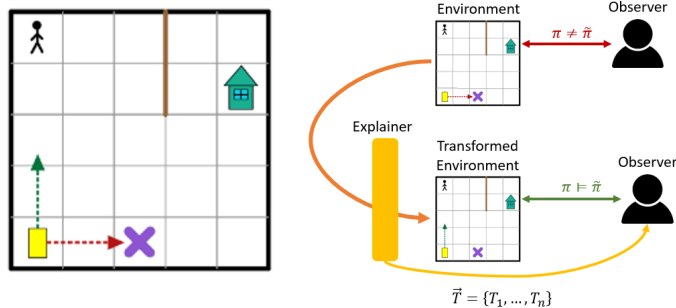 Environment
Observer
π ≠ π̃
Explainer
Transformed
Environment
Observer
π ⊨ π̃
T⃗ = {T₁, …, Tₙ}